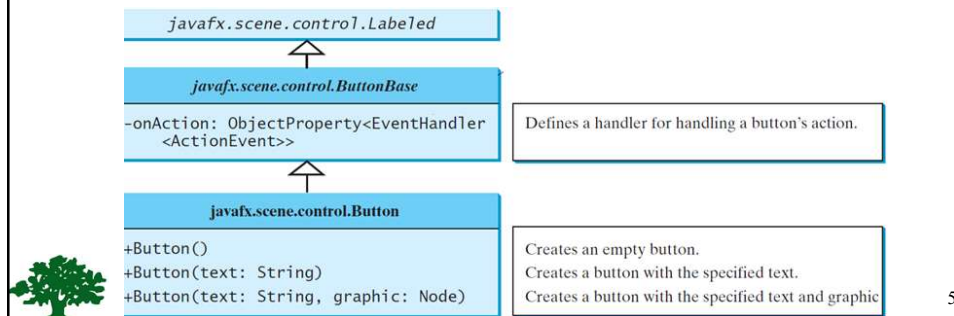 javafx.scene.control.Labeled
javafx.scene.control.ButtonBase
-onAction: ObjectProperty<EventHandler
<ActionEvent>>
Defines a handler for handling a button's action.
javafx.scene.control.Button
+Button()
+Button(text: String)
+Button(text: String, graphic: Node)
Creates an empty button.
Creates a button with the specified text.
Creates a button with the specified text and graphic
5